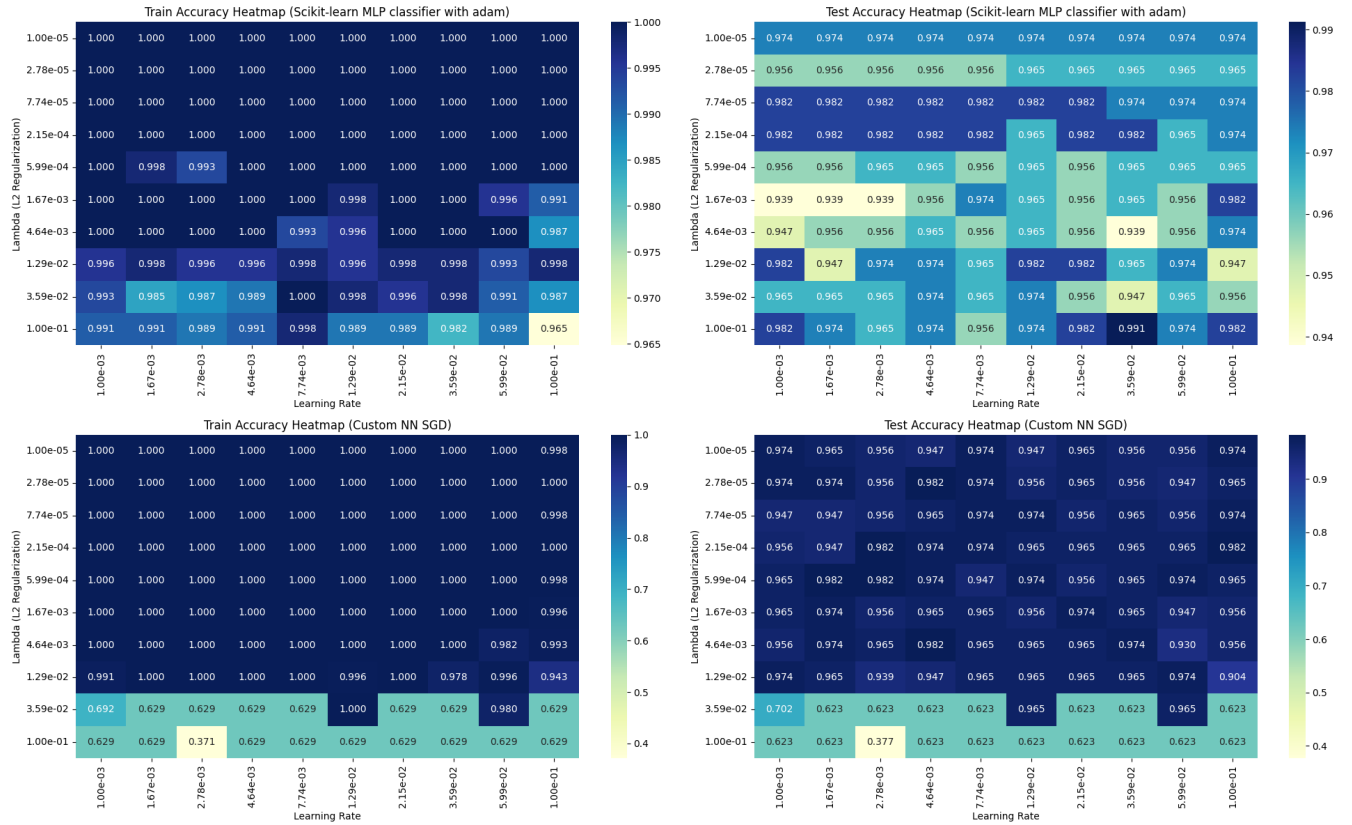 Train Accuracy Heatmap (Scikit-learn MLP classifier with adam)
Lambda (L2 Regularization)
1.00e-05 1.000 1.000 1.000 1.000 1.000 1.000 1.000 1.000 1.000 1.000
2.78e-05 1.000 1.000 1.000 1.000 1.000 1.000 1.000 1.000 1.000 1.000
7.74e-05 1.000 1.000 1.000 1.000 1.000 1.000 1.000 1.000 1.000 1.000
2.15e-04 1.000 1.000 1.000 1.000 1.000 1.000 1.000 1.000 1.000 1.000
5.99e-04 1.000 0.998 0.993 1.000 1.000 1.000 1.000 1.000 1.000 1.000
1.67e-03 1.000 1.000 1.000 1.000 1.000 0.998 1.000 1.000 0.996 0.991
4.64e-03 1.000 1.000 1.000 1.000 0.993 0.996 1.000 1.000 1.000 0.987
1.29e-02 0.996 0.998 0.996 0.996 0.998 0.996 0.998 0.998 0.993 0.998
3.59e-02 0.993 0.985 0.987 0.989 1.000 0.998 0.996 0.998 0.991 0.987
1.00e-01 0.991 0.991 0.989 0.991 0.998 0.989 0.989 0.982 0.989 0.965
1.00e-03 1.67e-03 2.78e-03 4.64e-03 7.74e-03 1.29e-02 2.15e-02 3.59e-02 5.99e-02 1.00e-01
Learning Rate
1.000
0.995
0.990
0.985
0.980
0.975
0.970
0.965
Test Accuracy Heatmap (Scikit-learn MLP classifier with adam)
Lambda (L2 Regularization)
1.00e-05 0.974 0.974 0.974 0.974 0.974 0.974 0.974 0.974 0.974 0.974
2.78e-05 0.956 0.956 0.956 0.956 0.956 0.965 0.965 0.965 0.965 0.965
7.74e-05 0.982 0.982 0.982 0.982 0.982 0.982 0.982 0.974 0.974 0.974
2.15e-04 0.982 0.982 0.982 0.982 0.982 0.965 0.982 0.982 0.965 0.974
5.99e-04 0.956 0.956 0.965 0.965 0.956 0.965 0.956 0.965 0.965 0.965
1.67e-03 0.939 0.939 0.939 0.956 0.974 0.965 0.956 0.965 0.956 0.982
4.64e-03 0.947 0.956 0.956 0.965 0.956 0.965 0.956 0.939 0.956 0.974
1.29e-02 0.982 0.947 0.974 0.974 0.965 0.982 0.982 0.965 0.974 0.947
3.59e-02 0.965 0.965 0.965 0.974 0.965 0.974 0.956 0.947 0.965 0.956
1.00e-01 0.982 0.974 0.965 0.974 0.956 0.974 0.982 0.991 0.974 0.982
1.00e-03 1.67e-03 2.78e-03 4.64e-03 7.74e-03 1.29e-02 2.15e-02 3.59e-02 5.99e-02 1.00e-01
Learning Rate
0.99
0.98
0.97
0.96
0.95
0.94
Train Accuracy Heatmap (Custom NN SGD)
Lambda (L2 Regularization)
1.00e-05 1.000 1.000 1.000 1.000 1.000 1.000 1.000 1.000 1.000 0.998
2.78e-05 1.000 1.000 1.000 1.000 1.000 1.000 1.000 1.000 1.000 1.000
7.74e-05 1.000 1.000 1.000 1.000 1.000 1.000 1.000 1.000 1.000 0.998
2.15e-04 1.000 1.000 1.000 1.000 1.000 1.000 1.000 1.000 1.000 1.000
5.99e-04 1.000 1.000 1.000 1.000 1.000 1.000 1.000 1.000 1.000 0.998
1.67e-03 1.000 1.000 1.000 1.000 1.000 1.000 1.000 1.000 1.000 0.996
4.64e-03 1.000 1.000 1.000 1.000 1.000 1.000 1.000 1.000 0.982 0.993
1.29e-02 0.991 1.000 1.000 1.000 1.000 0.996 1.000 0.978 0.996 0.943
3.59e-02 0.692 0.629 0.629 0.629 0.629 1.000 0.629 0.629 0.980 0.629
1.00e-01 0.629 0.629 0.371 0.629 0.629 0.629 0.629 0.629 0.629 0.629
1.00e-03 1.67e-03 2.78e-03 4.64e-03 7.74e-03 1.29e-02 2.15e-02 3.59e-02 5.99e-02 1.00e-01
Learning Rate
1.0
0.9
0.8
0.7
0.6
0.5
0.4
Test Accuracy Heatmap (Custom NN SGD)
Lambda (L2 Regularization)
1.00e-05 0.974 0.965 0.956 0.947 0.974 0.947 0.965 0.956 0.956 0.974
2.78e-05 0.974 0.974 0.956 0.982 0.974 0.956 0.965 0.956 0.947 0.965
7.74e-05 0.947 0.947 0.956 0.965 0.974 0.974 0.956 0.965 0.956 0.974
2.15e-04 0.956 0.947 0.982 0.974 0.974 0.965 0.965 0.965 0.965 0.982
5.99e-04 0.965 0.982 0.982 0.974 0.947 0.974 0.956 0.965 0.974 0.965
1.67e-03 0.965 0.974 0.956 0.965 0.965 0.956 0.974 0.965 0.947 0.956
4.64e-03 0.956 0.974 0.965 0.982 0.965 0.965 0.965 0.974 0.930 0.956
1.29e-02 0.974 0.965 0.939 0.947 0.965 0.965 0.965 0.965 0.974 0.904
3.59e-02 0.702 0.623 0.623 0.623 0.623 0.965 0.623 0.623 0.965 0.623
1.00e-01 0.623 0.623 0.377 0.623 0.623 0.623 0.623 0.623 0.623 0.623
1.00e-03 1.67e-03 2.78e-03 4.64e-03 7.74e-03 1.29e-02 2.15e-02 3.59e-02 5.99e-02 1.00e-01
Learning Rate
0.9
0.8
0.7
0.6
0.5
0.4